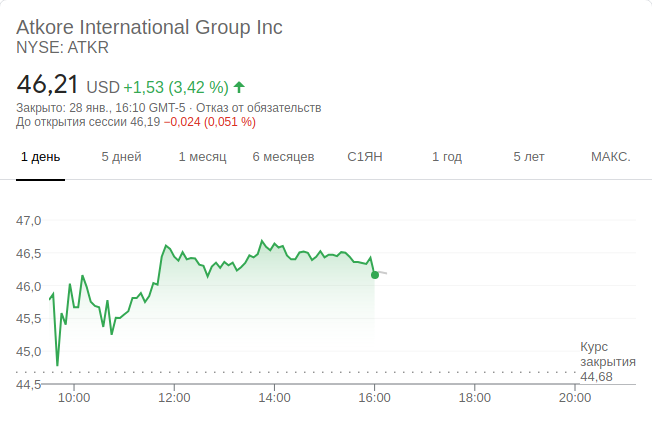 Atkore International Group Inc
NYSE: ATKR
46,21 USD +1,53 (3,42 %)
Закрыто: 28 янв., 16:10 GMT-5 · Отказ от обязательств
До открытия сессии 46,19 −0,024 (0,051 %)
1 день 5 дней 1 месяц 6 месяцев С1ЯН 1 год 5 лет МАКС.
47,0
46,5
46,0
45,5
45,0
44,5
Курс
закрытия
44,68
10:00 12:00 14:00 16:00 18:00 20:00